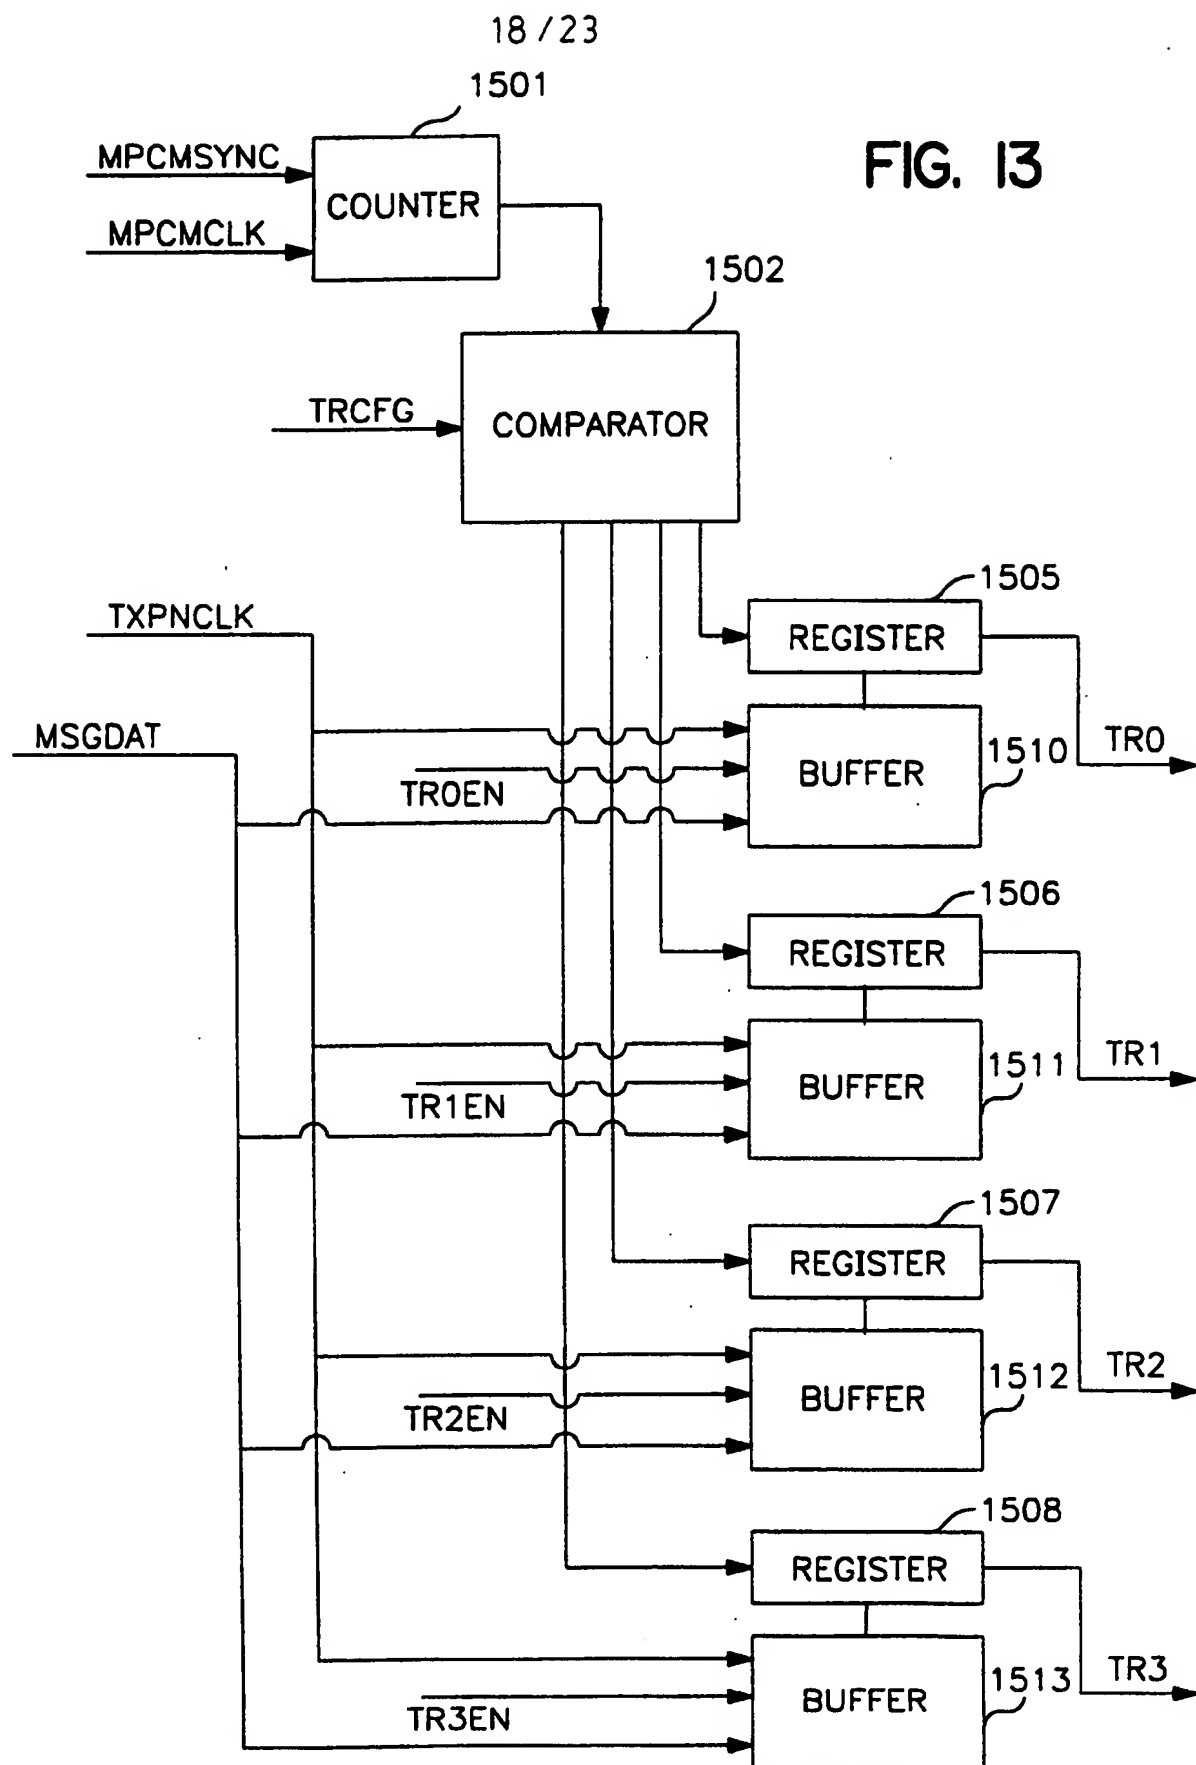 18/23
1501
MPCMSYNC
COUNTER
MPCMCLK
FIG. 13
1502
TRCFG
COMPARATOR
TXPNCLK
1505
REGISTER
MSGDAT
TR0EN
BUFFER
1510
TR0
1506
REGISTER
TR1EN
BUFFER
1511
TR1
1507
REGISTER
TR2EN
BUFFER
1512
TR2
1508
REGISTER
TR3EN
BUFFER
1513
TR3